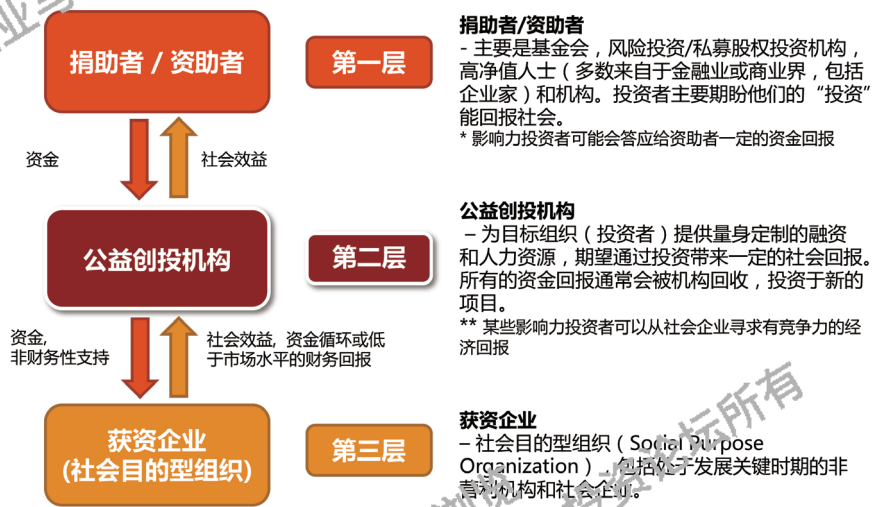 捐助者 / 资助者
第一层
捐助者/资助者
- 主要是基金会，风险投资/私募股权投资机构，
高净值人士（多数来自于金融业或商业界，包括
企业家）和机构。投资者主要期盼他们的“投资”
能回报社会。
* 影响力投资者可能会答应给资助者一定的资金回报
资金
社会效益
公益创投机构
第二层
公益创投机构
– 为目标组织（投资者）提供量身定制的融资
和人力资源，期望通过投资带来一定的社会回报。
所有的资金回报通常会被机构回收，投资于新的
项目。
** 某些影响力投资者可以从社会企业寻求有竞争力的经
济回报
资金,
非财务性支持
社会效益, 资金循环或低
于市场水平的财务回报
获资企业
(社会目的型组织)
第三层
获资企业
– 社会目的型组织（Social Purpose
Organization），包括处于发展关键时期的非
营利机构和社会企业。
投资论坛所有